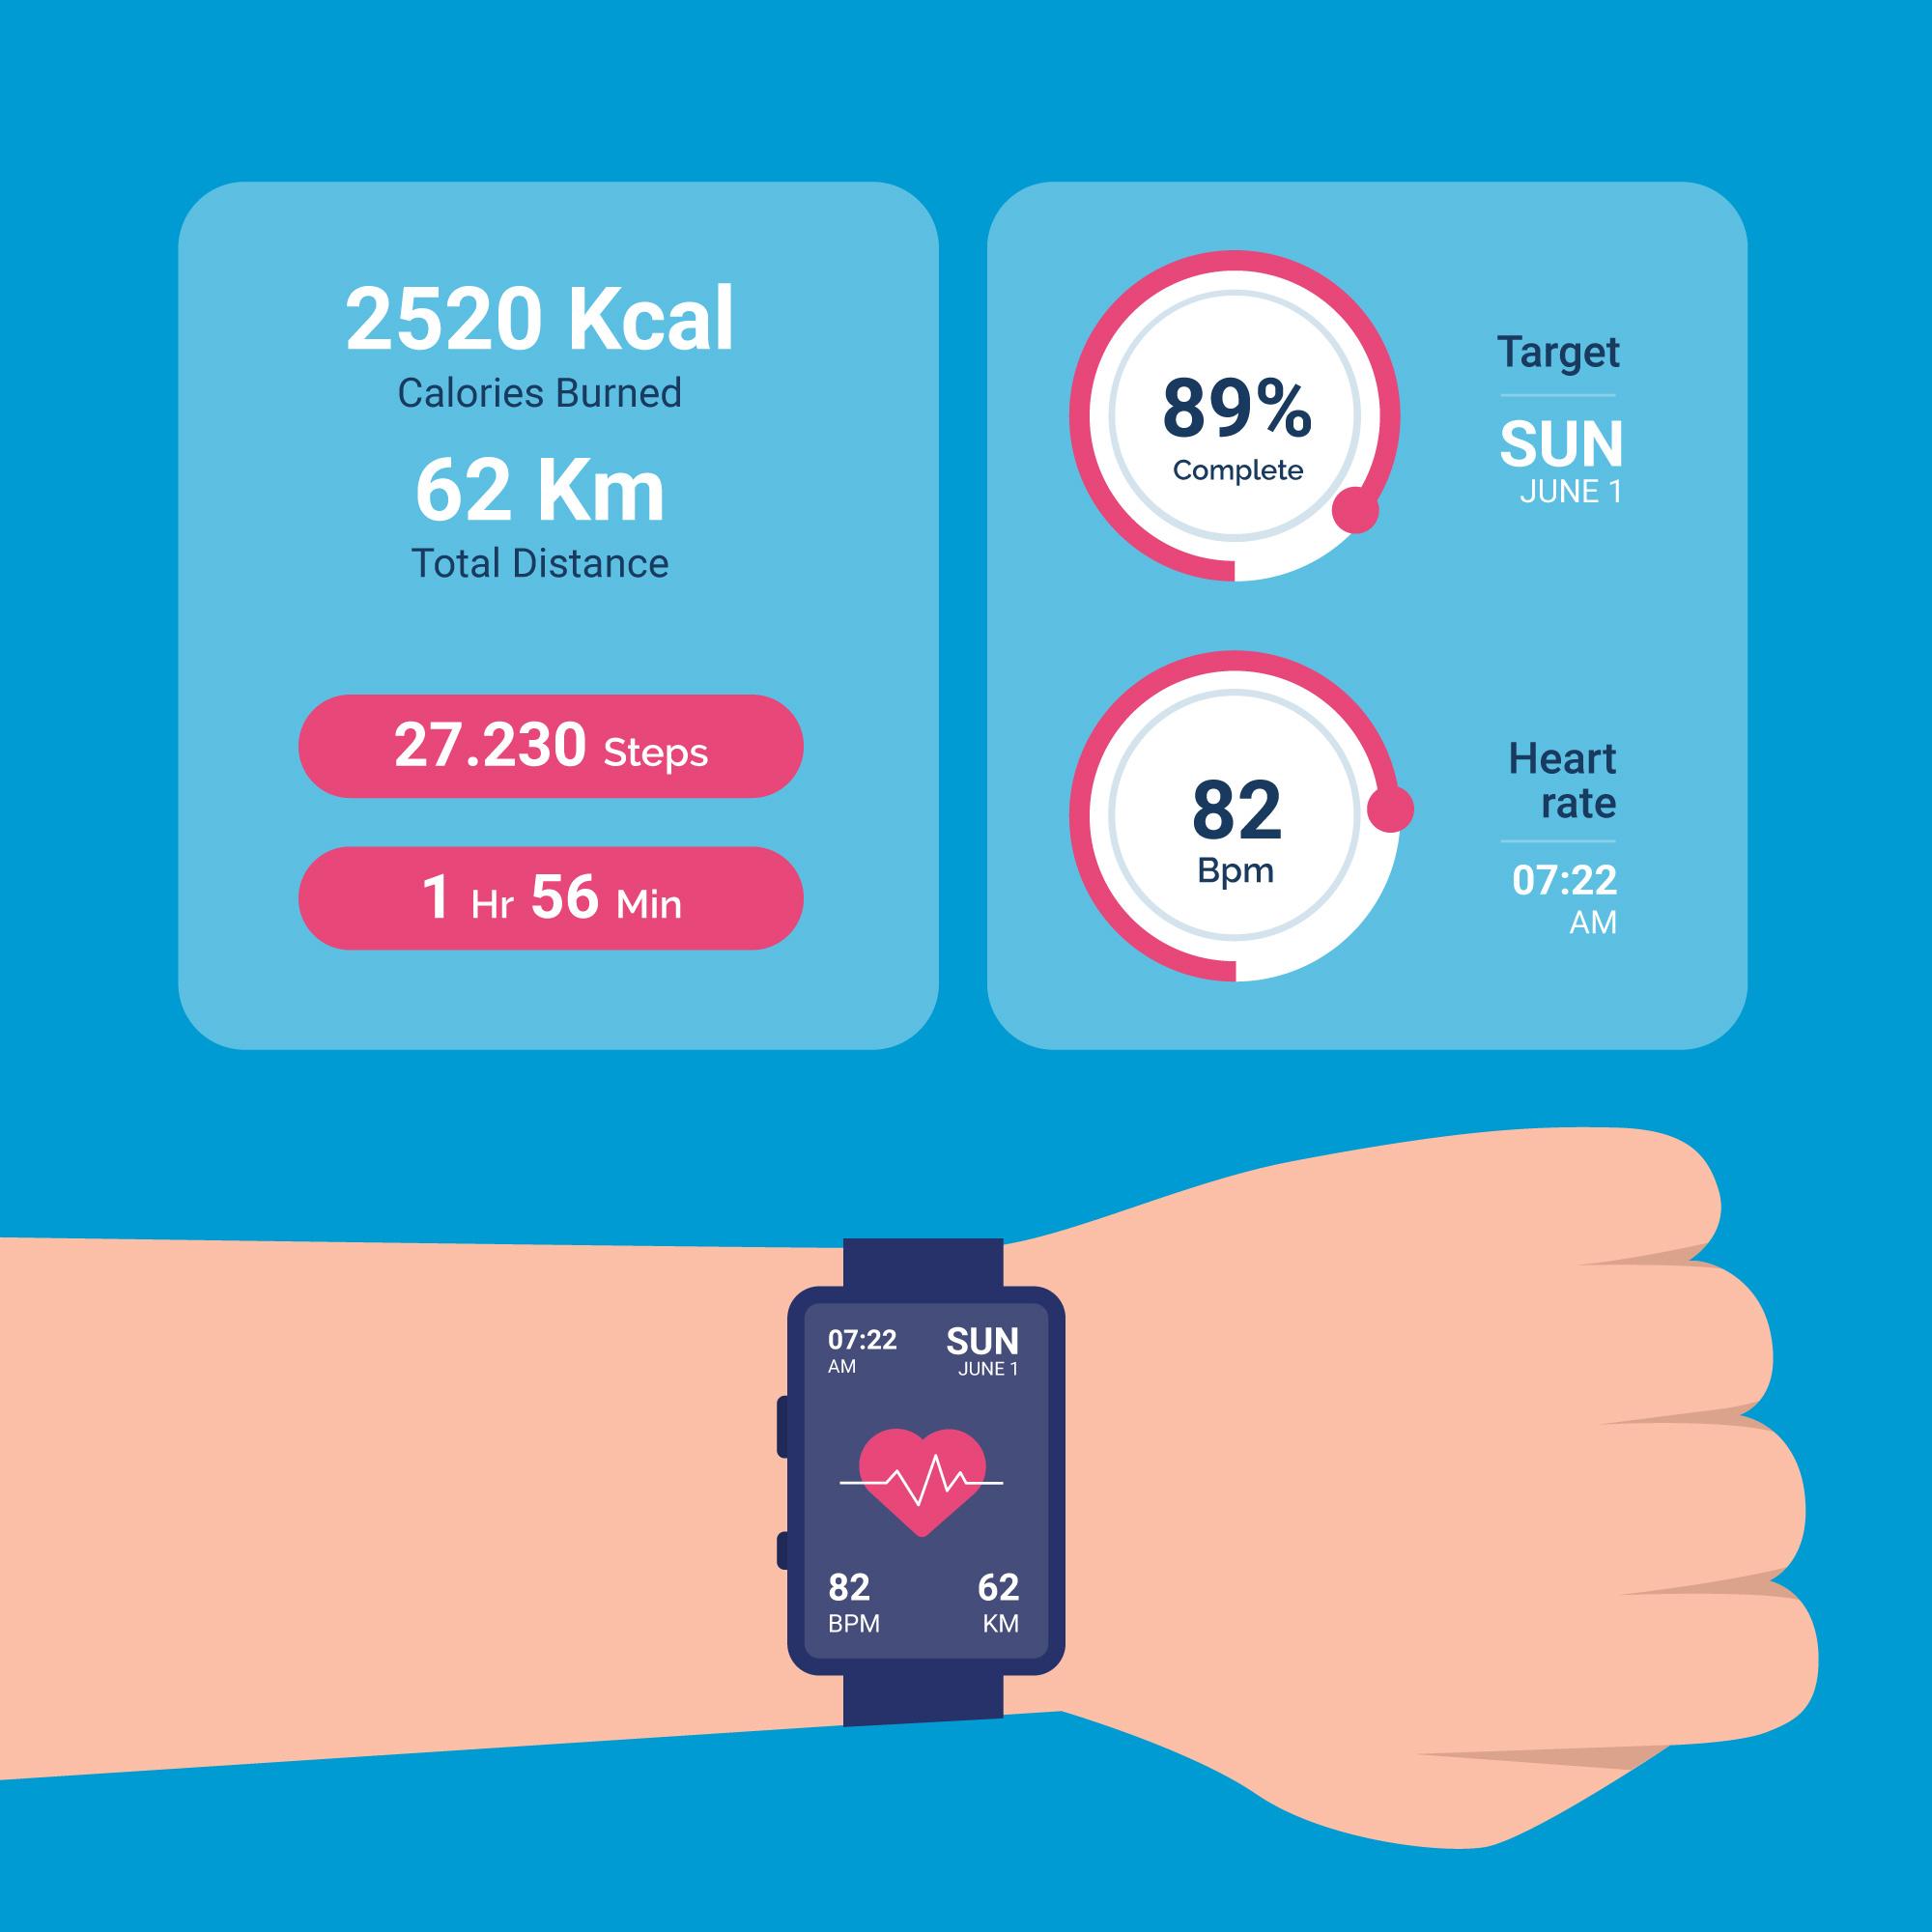 2520 Kcal
Calories Burned
62 Km
Total Distance
27.230 Steps
1 Hr 56 Min
89%
Complete
Target
SUN
JUNE 1
82
Bpm
Heart
rate
07:22
AM
07:22
AM
SUN
JUNE 1
82
BPM
62
KM